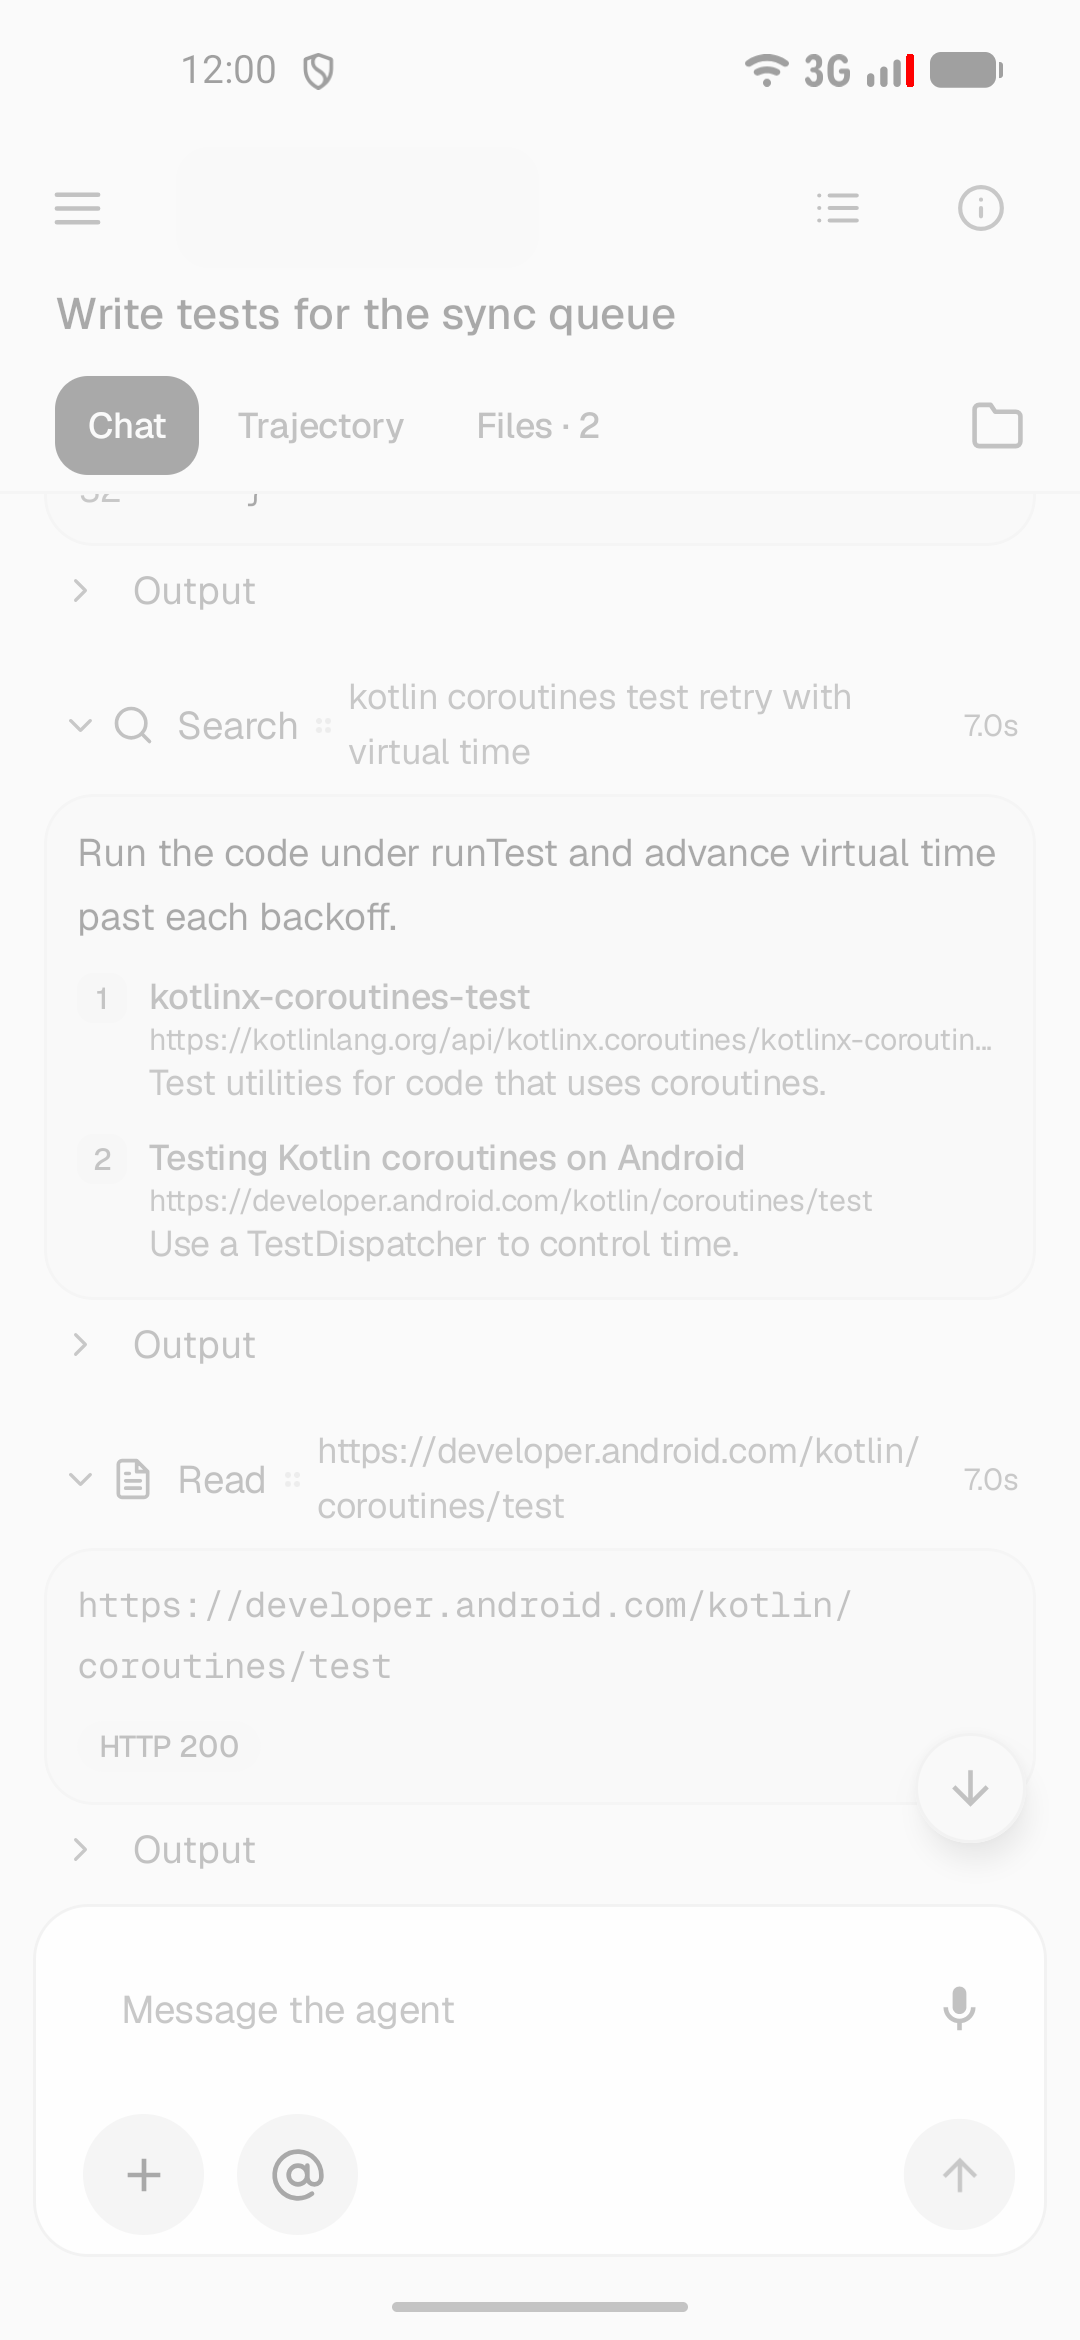 12:00
3G
Write tests for the sync queue
Chat
Trajectory
Files · 2
Output
Search
kotlin coroutines test retry with
virtual time
7.0s
Run the code under runTest and advance virtual time
past each backoff.
1
kotlinx-coroutines-test
https://kotlinlang.org/api/kotlinx.coroutines/kotlinx-coroutin...
Test utilities for code that uses coroutines.
2
Testing Kotlin coroutines on Android
https://developer.android.com/kotlin/coroutines/test
Use a TestDispatcher to control time.
Output
Read
https://developer.android.com/kotlin/
coroutines/test
7.0s
https://developer.android.com/kotlin/
coroutines/test
HTTP 200
Output
Message the agent